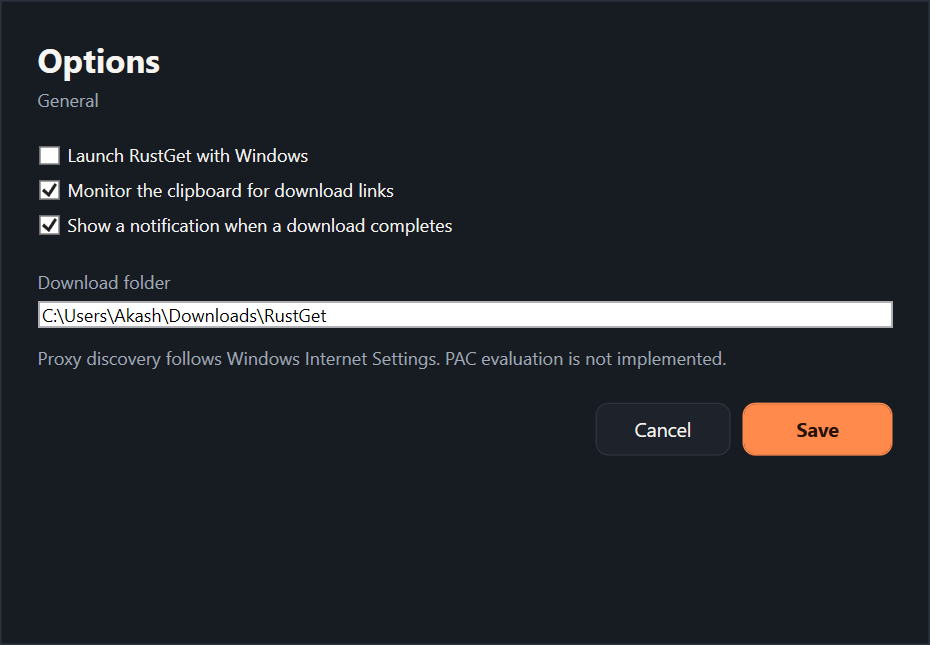 Options
General
Launch RustGet with Windows
Monitor the clipboard for download links
Show a notification when a download completes
Download folder
C:\Users\Akash\Downloads\RustGet
Proxy discovery follows Windows Internet Settings. PAC evaluation is not implemented.
Cancel Save